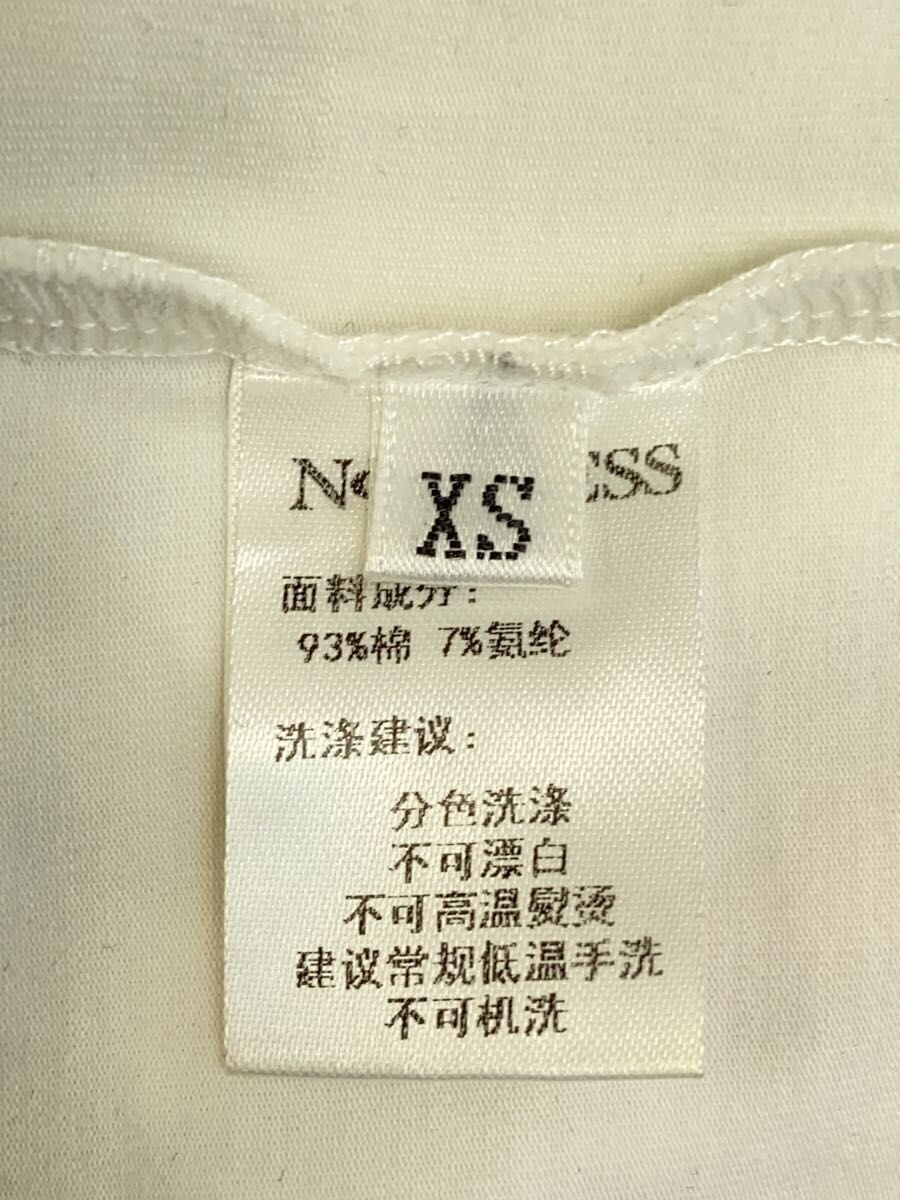 XS
面料成分:
93%棉 7%氨纶
洗涤建议:
分色洗涤
不可漂白
不可高温熨烫
建议常规低温手洗
不可机洗